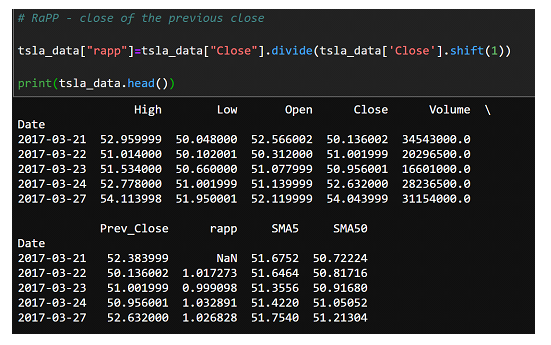 # RaPP - close of the previous close
tsla_data["rapp"]=tsla_data["Close"].divide(tsla_data['Close'].shift(1))
print(tsla_data.head())
High Low Open Close Volume \
Date
2017-03-21 52.959999 50.048000 52.566002 50.136002 34543000.0
2017-03-22 51.014000 50.102001 50.312000 51.001999 20296500.0
2017-03-23 51.534000 50.660000 51.077999 50.956001 16601000.0
2017-03-24 52.778000 51.001999 51.139999 52.632000 28236500.0
2017-03-27 54.113998 51.950001 52.119999 54.043999 31154000.0
Prev_Close rapp SMA5 SMA50
Date
2017-03-21 52.383999 NaN 51.6752 50.72224
2017-03-22 50.136002 1.017273 51.6464 50.81716
2017-03-23 51.001999 0.999098 51.3556 50.91680
2017-03-24 50.956001 1.032891 51.4220 51.05052
2017-03-27 52.632000 1.026828 51.7540 51.21304